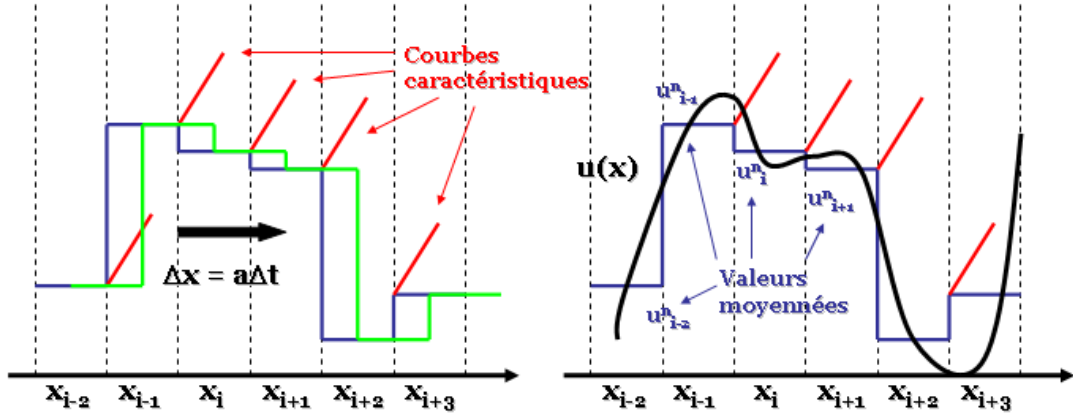 Courbes
caractéristiques
Δx = aΔt
x_{i-2} x_{i-1} x_i x_{i+1} x_{i+2} x_{i+3}
u(x)
u^n_{i-1}
u^n_i
u^n_{i+1}
Valeurs
moyennées
u^n_{i-2}
x_{i-2} x_{i-1} x_i x_{i+1} x_{i+2} x_{i+3}